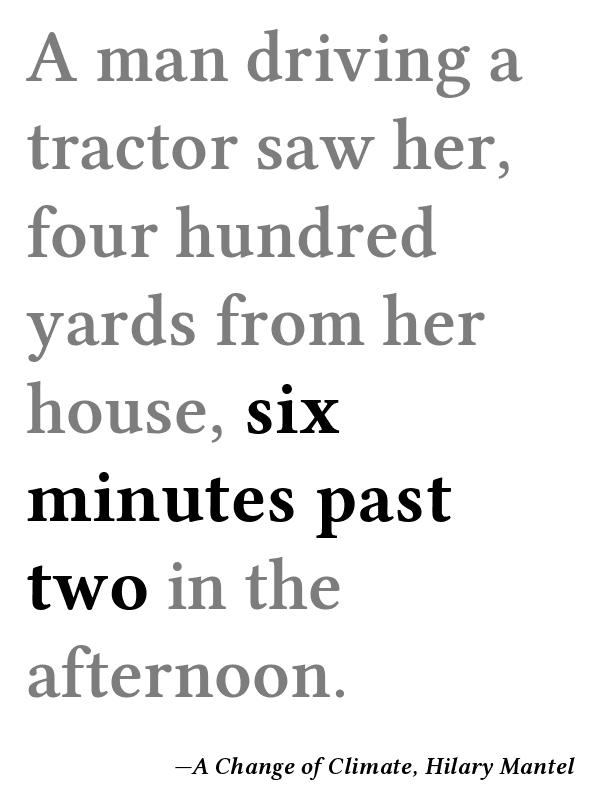 A man driving a
tractor saw her,
four hundred
yards from her
house, six
minutes past
two in the
afternoon.
—A Change of Climate, Hilary Mantel